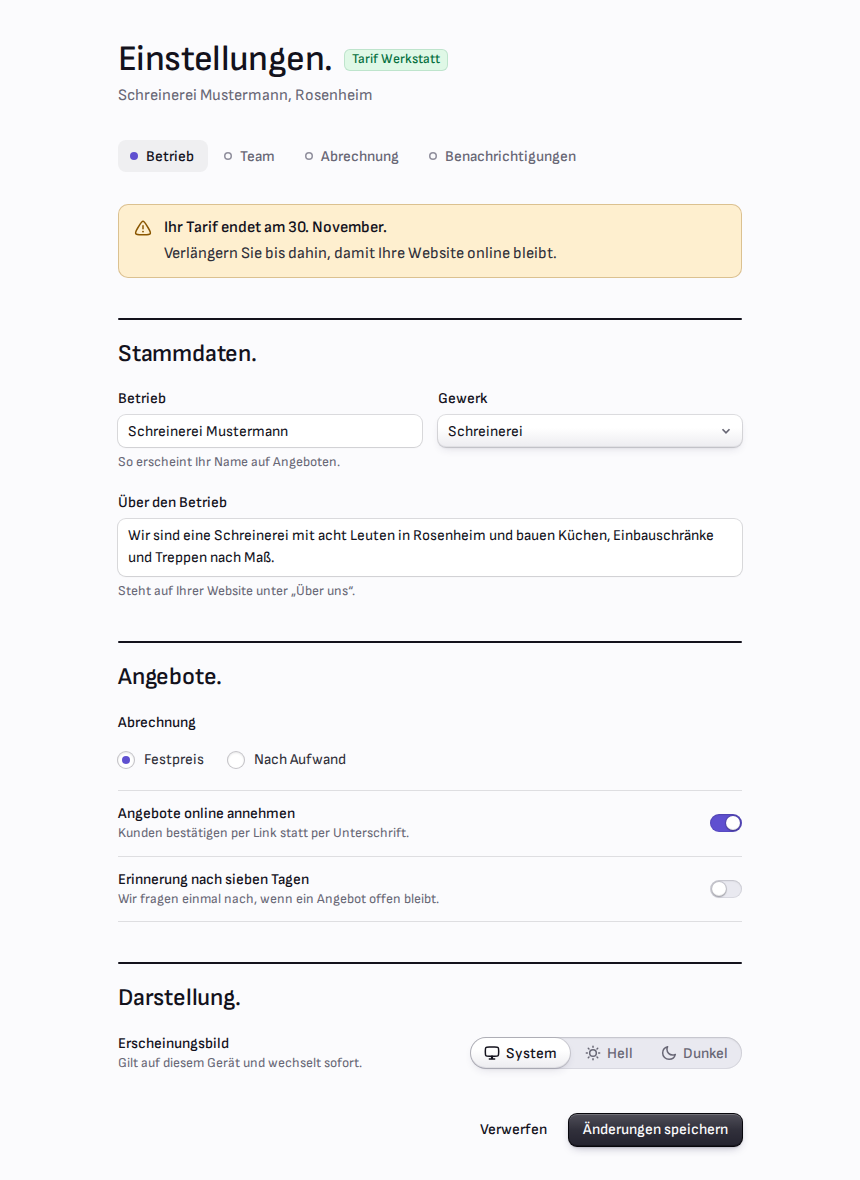 Einstellungen.
Tarif Werkstatt
Schreinerei Mustermann, Rosenheim
Betrieb
Team
Abrechnung
Benachrichtigungen
Ihr Tarif endet am 30. November.
Verlängern Sie bis dahin, damit Ihre Website online bleibt.
Stammdaten.
Betrieb
Gewerk
Schreinerei Mustermann
Schreinerei
So erscheint Ihr Name auf Angeboten.
Über den Betrieb
Wir sind eine Schreinerei mit acht Leuten in Rosenheim und bauen Küchen, Einbauschränke
und Treppen nach Maß.
Steht auf Ihrer Website unter „Über uns“.
Angebote.
Abrechnung
Festpreis
Nach Aufwand
Angebote online annehmen
Kunden bestätigen per Link statt per Unterschrift.
Erinnerung nach sieben Tagen
Wir fragen einmal nach, wenn ein Angebot offen bleibt.
Darstellung.
Erscheinungsbild
Gilt auf diesem Gerät und wechselt sofort.
System
Hell
Dunkel
Verwerfen
Änderungen speichern